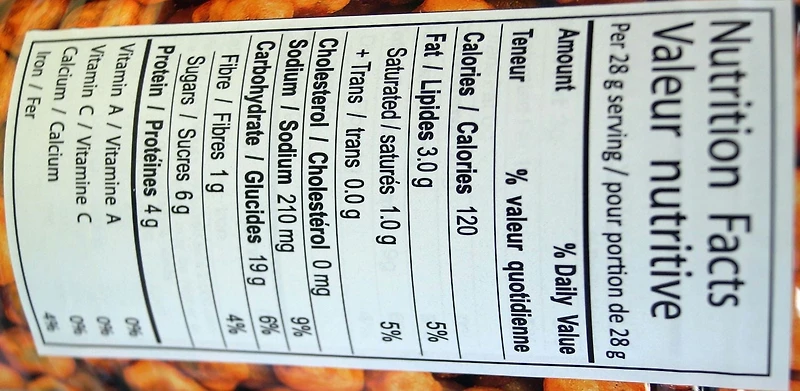 Nutrition Facts
Valeur nutritive
Per 28 g serving / pour portion de 28 g
Amount % Daily Value
Teneur % valeur quotidienne
Calories / Calories 120
Fat / Lipides 3.0 g 5%
Saturated / saturés 1.0 g 5%
+ Trans / trans 0.0 g
Cholesterol / Cholestérol 0 mg
Sodium / Sodium 210 mg 9%
Carbohydrate / Glucides 19 g 6%
Fibre / Fibres 1 g 4%
Sugars / Sucres 6 g
Protein / Protéines 4 g
Vitamin A / Vitamine A 0%
Vitamin C / Vitamine C 0%
Calcium / Calcium 0%
Iron / Fer 4%